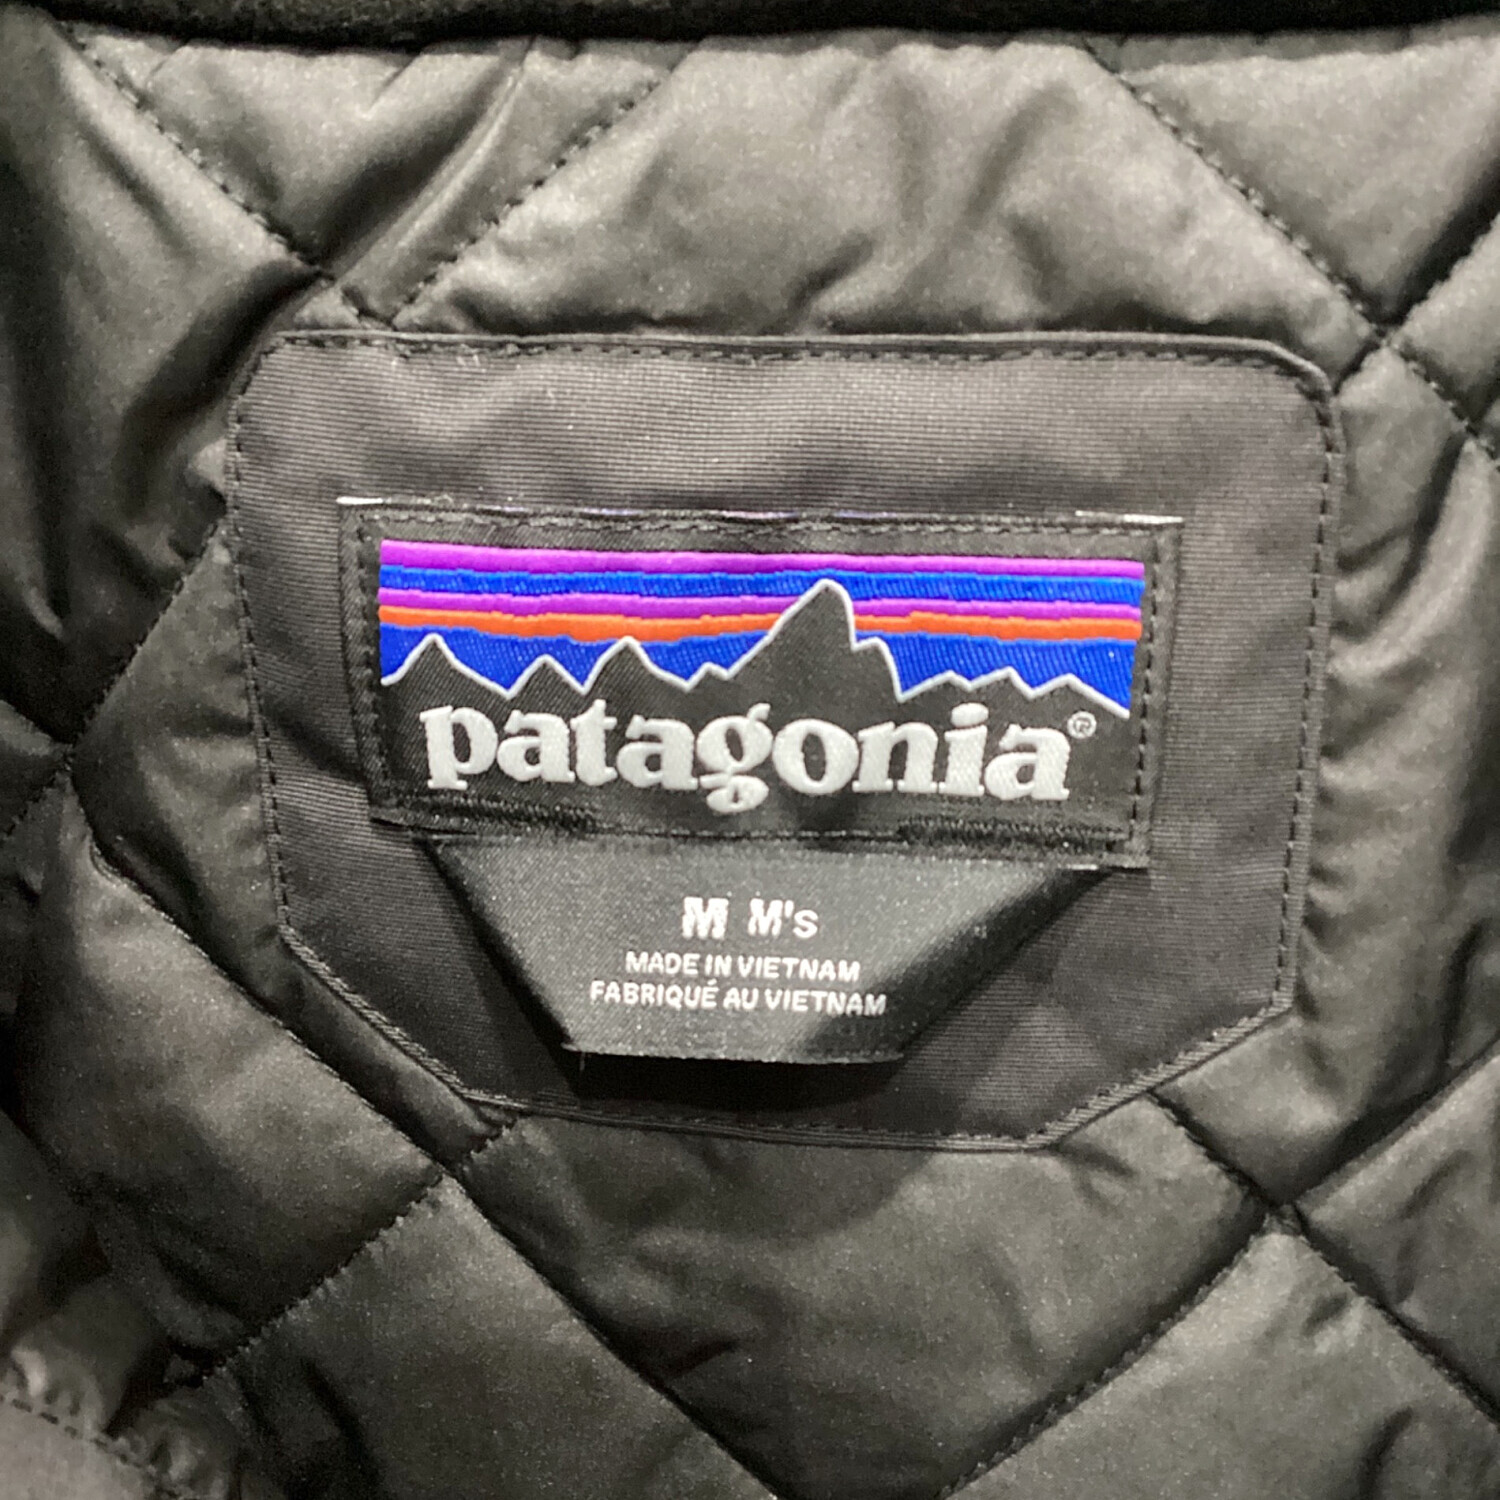 patagonia®
M M's
MADE IN VIETNAM
FABRIQUÉ AU VIETNAM